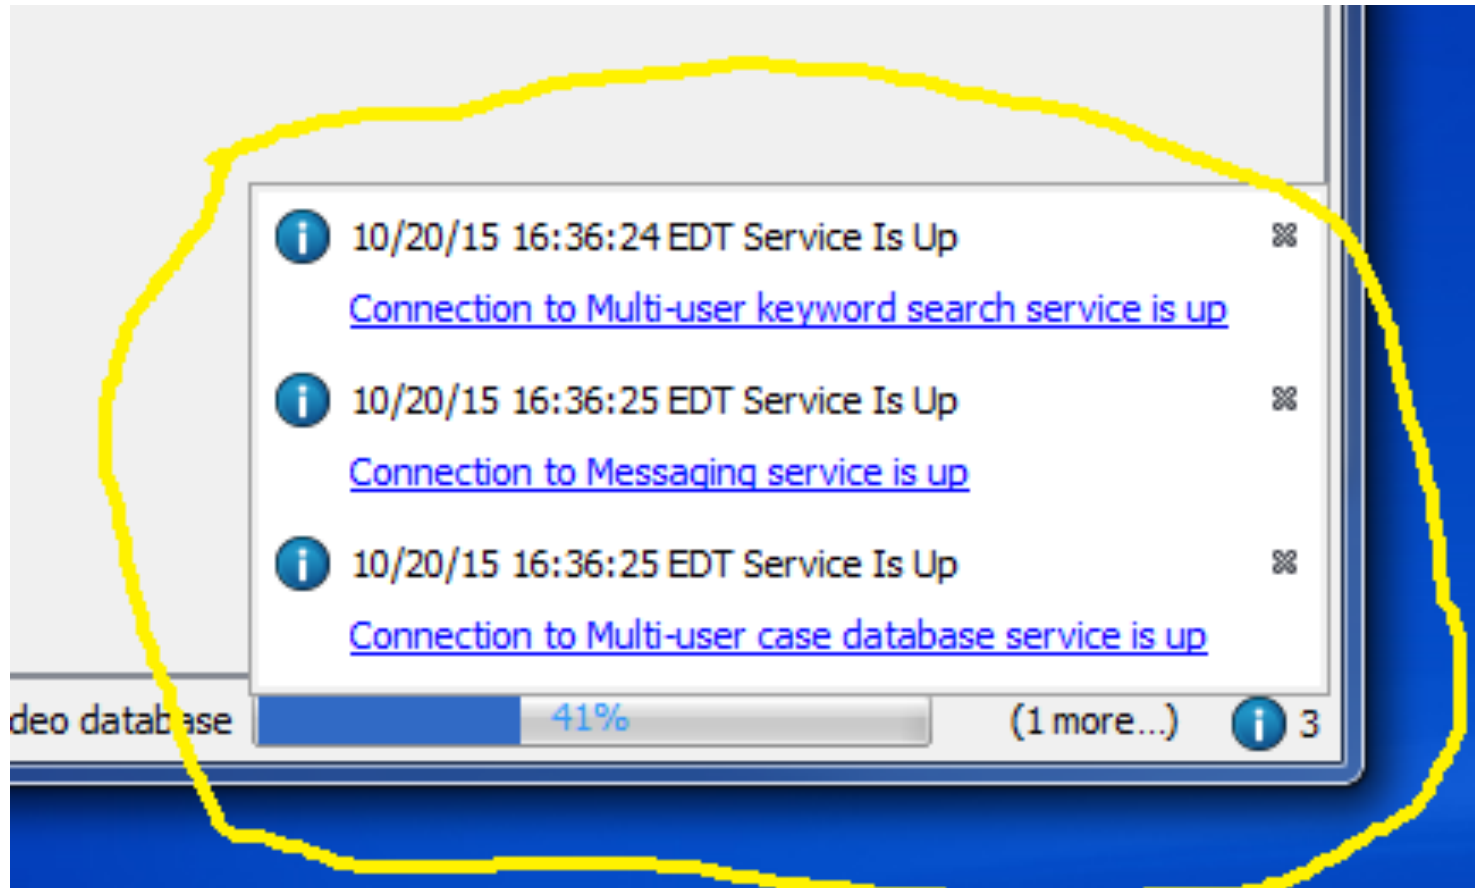 10/20/15 16:36:24 EDT Service Is Up
Connection to Multi-user keyword search service is up
10/20/15 16:36:25 EDT Service Is Up
Connection to Messaging service is up
10/20/15 16:36:25 EDT Service Is Up
Connection to Multi-user case database service is up
deo database 41% (1 more...) 3